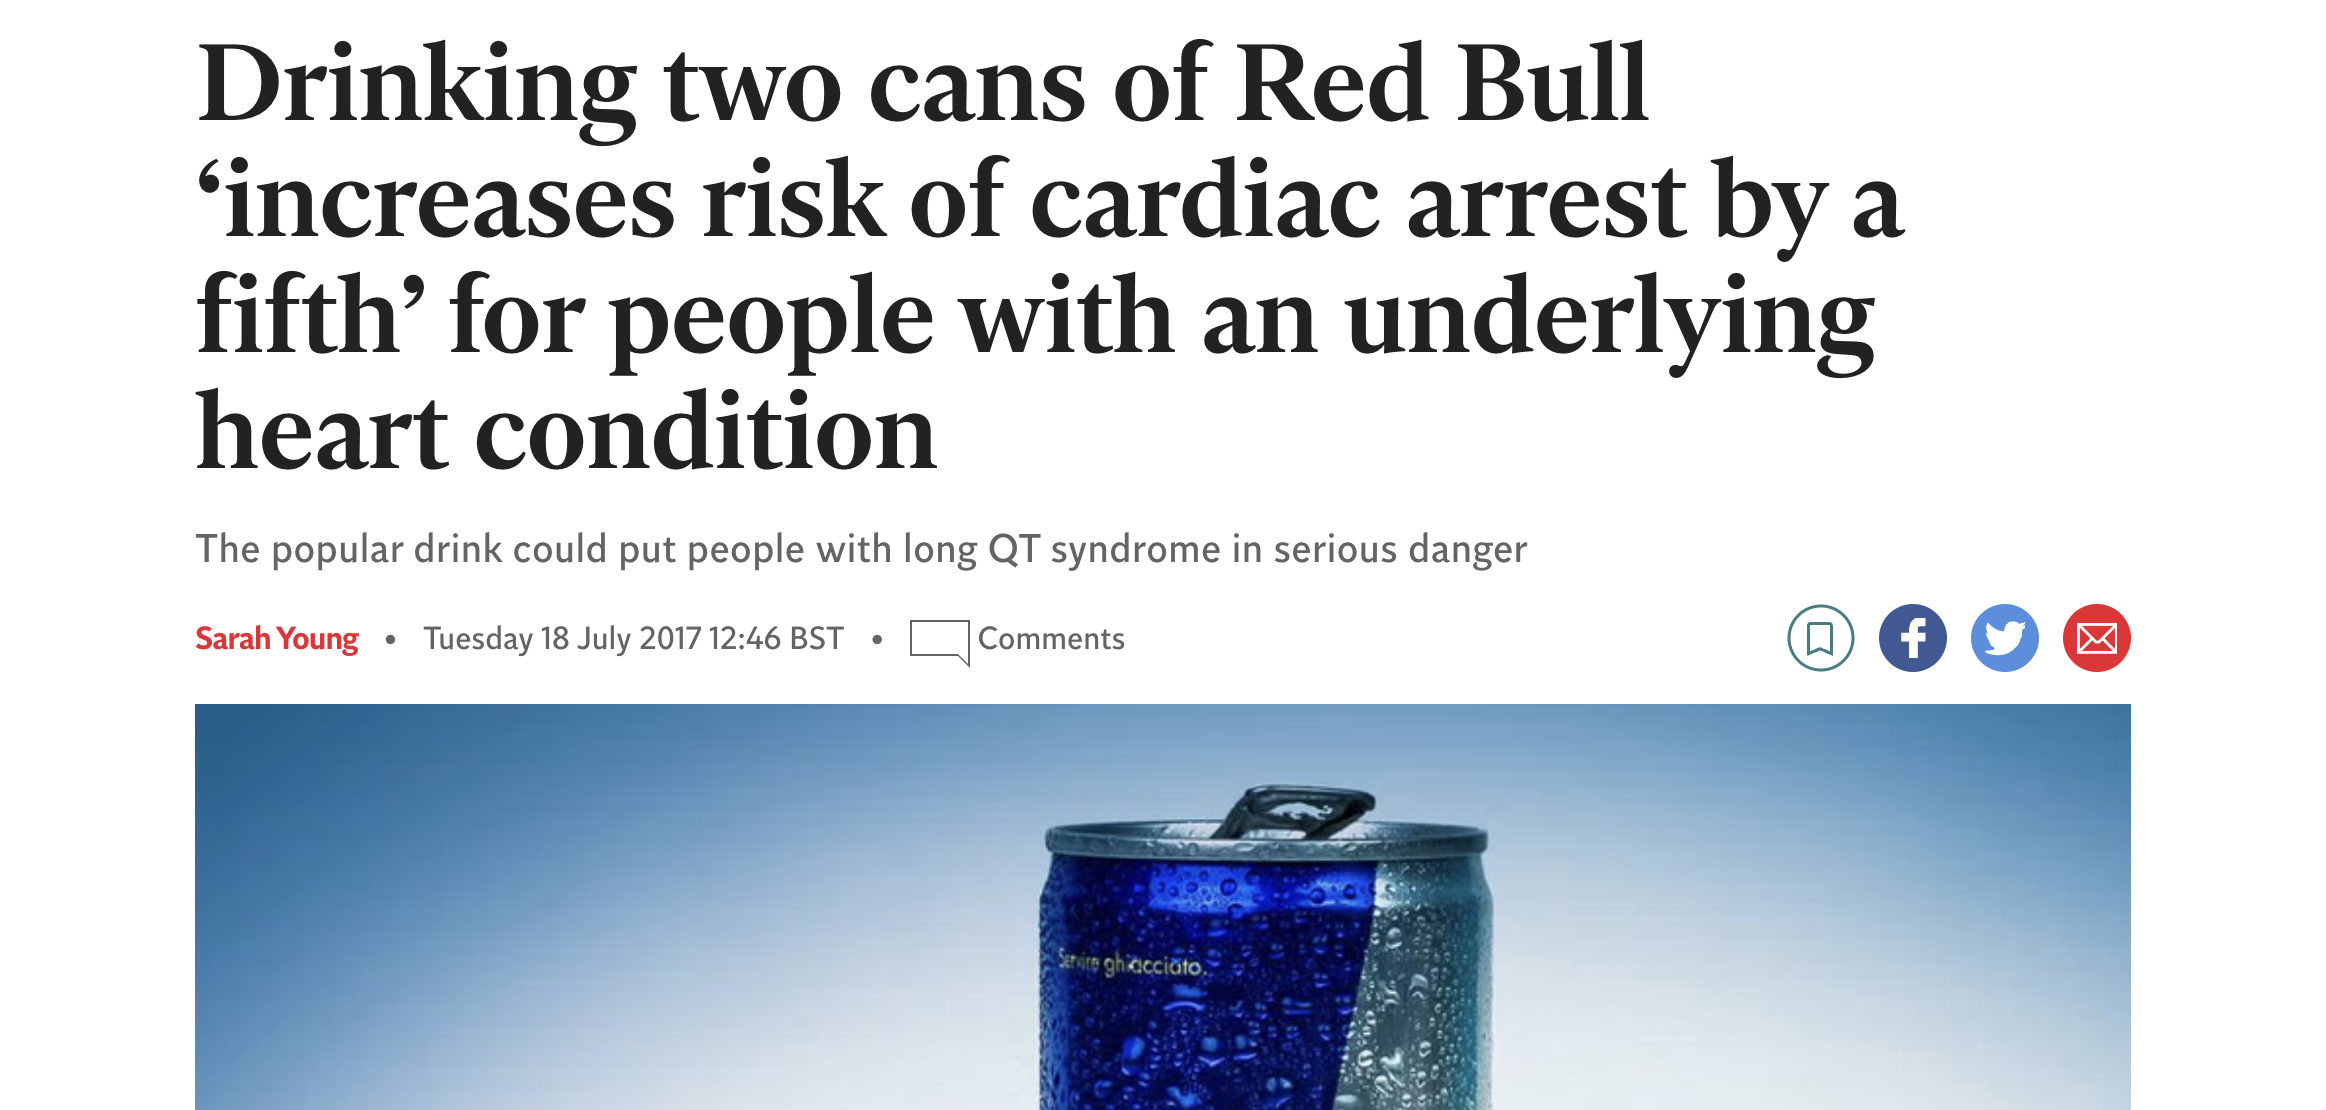 Drinking two cans of Red Bull
‘increases risk of cardiac arrest by a
fifth’ for people with an underlying
heart condition
The popular drink could put people with long QT syndrome in serious danger
Sarah Young • Tuesday 18 July 2017 12:46 BST • Comments
Servire ghiacciato.